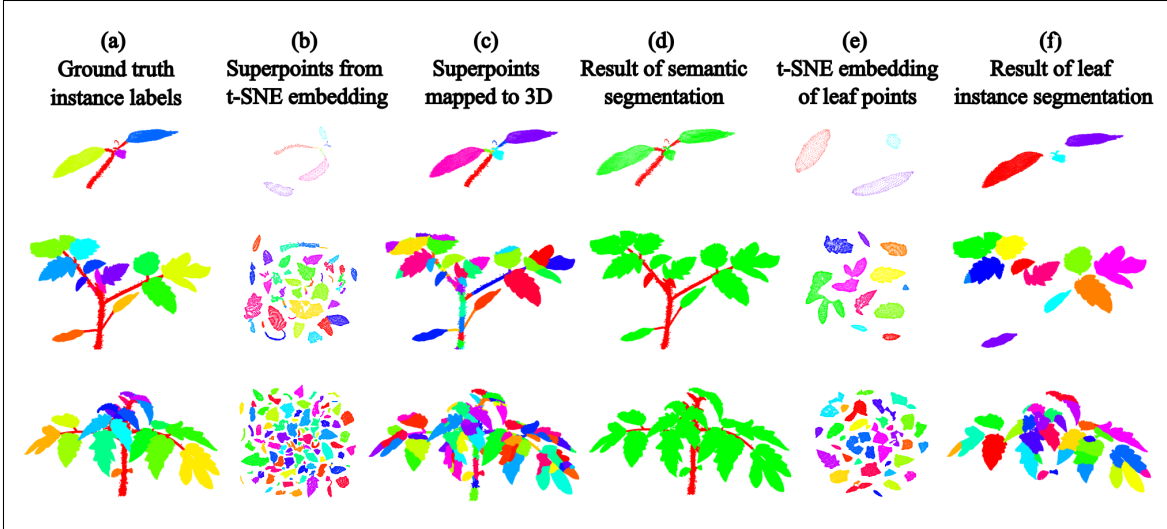 (a)
Ground truth
instance labels
(b)
Superpoints from
t-SNE embedding
(c)
Superpoints
mapped to 3D
(d)
Result of semantic
segmentation
(e)
t-SNE embedding
of leaf points
(f)
Result of leaf
instance segmentation